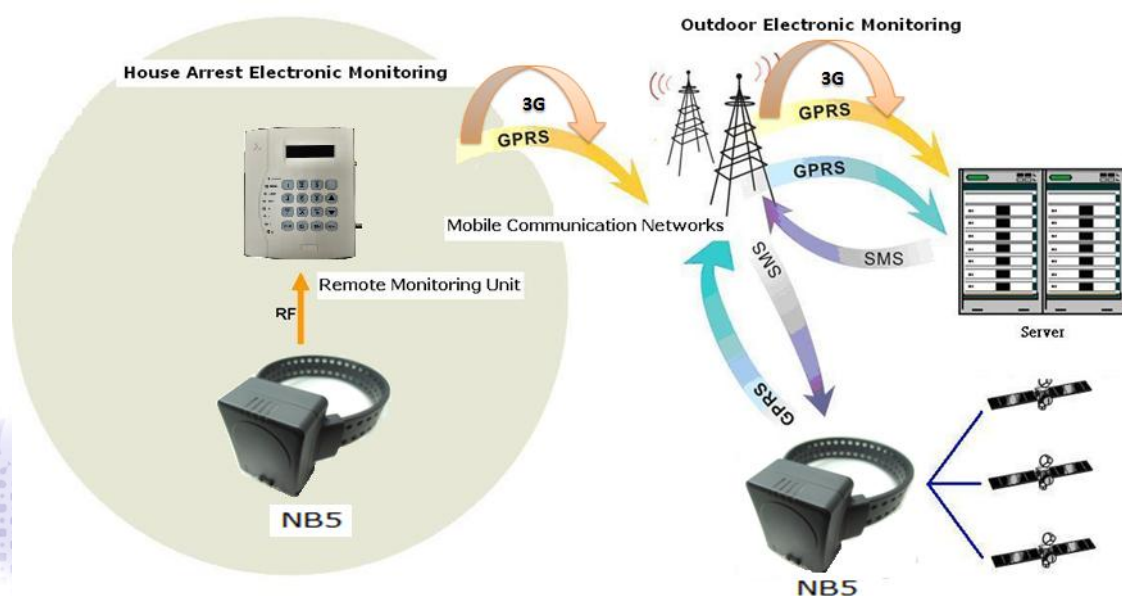 Outdoor Electronic Monitoring
House Arrest Electronic Monitoring
3G
GPRS
3G
GPRS
GPRS
Mobile Communication Networks
SMS
SMS
Remote Monitoring Unit
RF
GPRS
Server
NB5
NB5